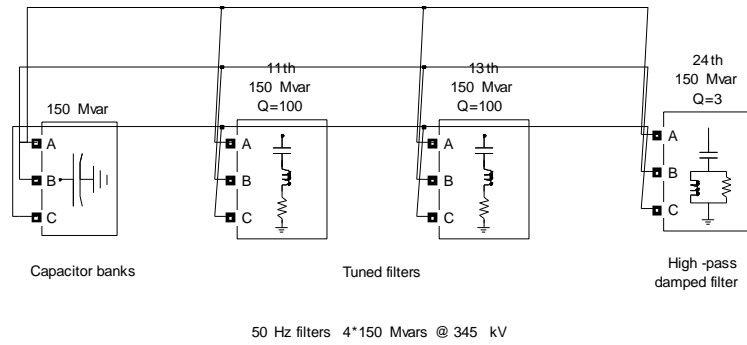 11th
150 Mvar
Q=100
13th
150 Mvar
Q=100
24th
150 Mvar
Q=3
150 Mvar
A
B
C
A
B
C
A
B
C
A
B
C
Capacitor banks
Tuned filters
High -pass
damped filter
50 Hz filters 4*150 Mvars @ 345 kV